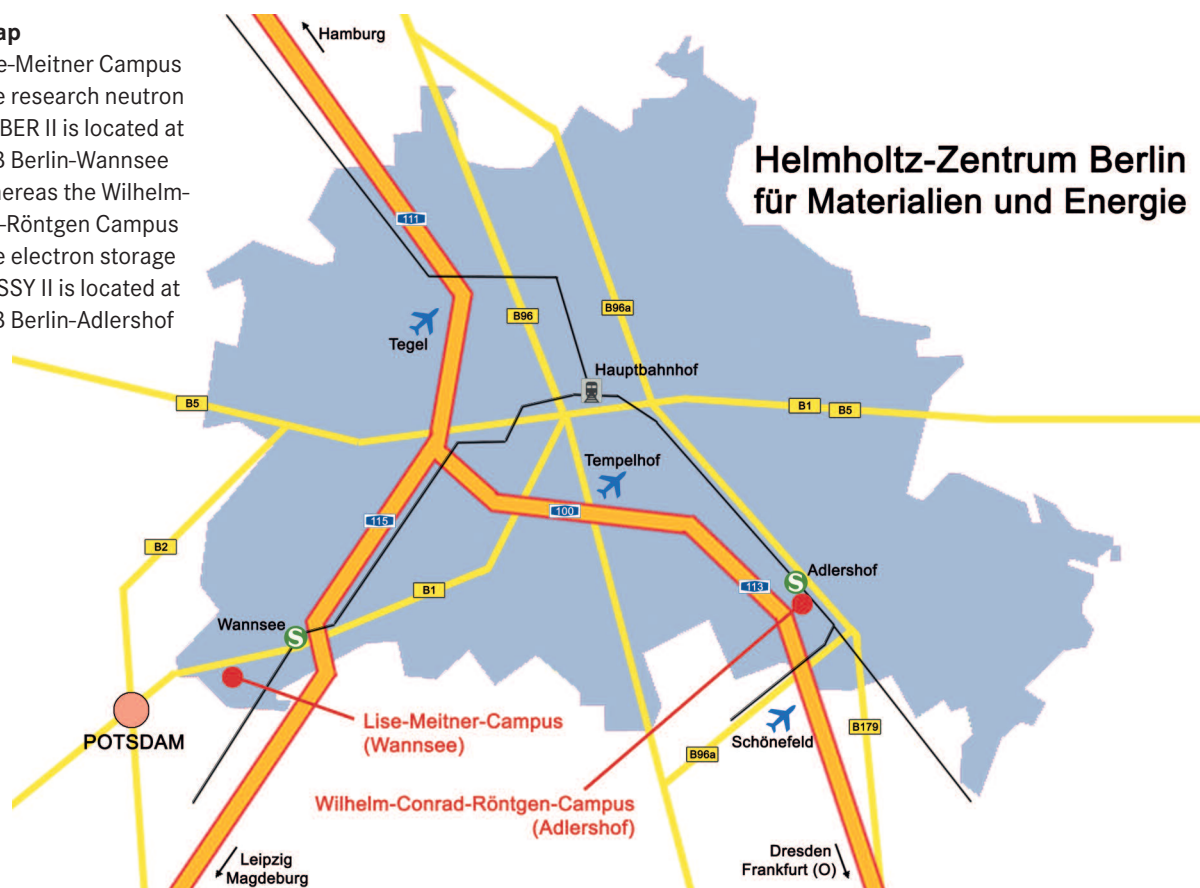 ap
e-Meitner Campus
e research neutron
BER II is located at
3 Berlin-Wannsee
hereas the Wilhelm-
-Röntgen Campus
e electron storage
SSY II is located at
3 Berlin-Adlershof
Hamburg
Helmholtz-Zentrum Berlin
für Materialien und Energie
111
B96
B96a
Tegel
Hauptbahnhof
B5
B1
B5
Tempelhof
115
100
B2
Adlershof
S
113
B1
Wannsee
S
Lise-Meitner-Campus
(Wannsee)
POTSDAM
Schönefeld
B179
B96a
Wilhelm-Conrad-Röntgen-Campus
(Adlershof)
Leipzig
Magdeburg
Dresden
Frankfurt (O)